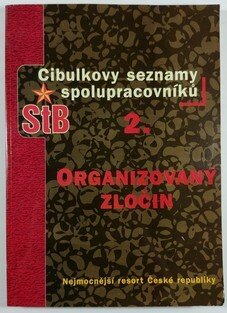 Cibulkovy seznamy
spolupracovníků!
StB
2.
ORGANIZOVANÝ
ZLOČIN
Nejmocnější resort České republiky